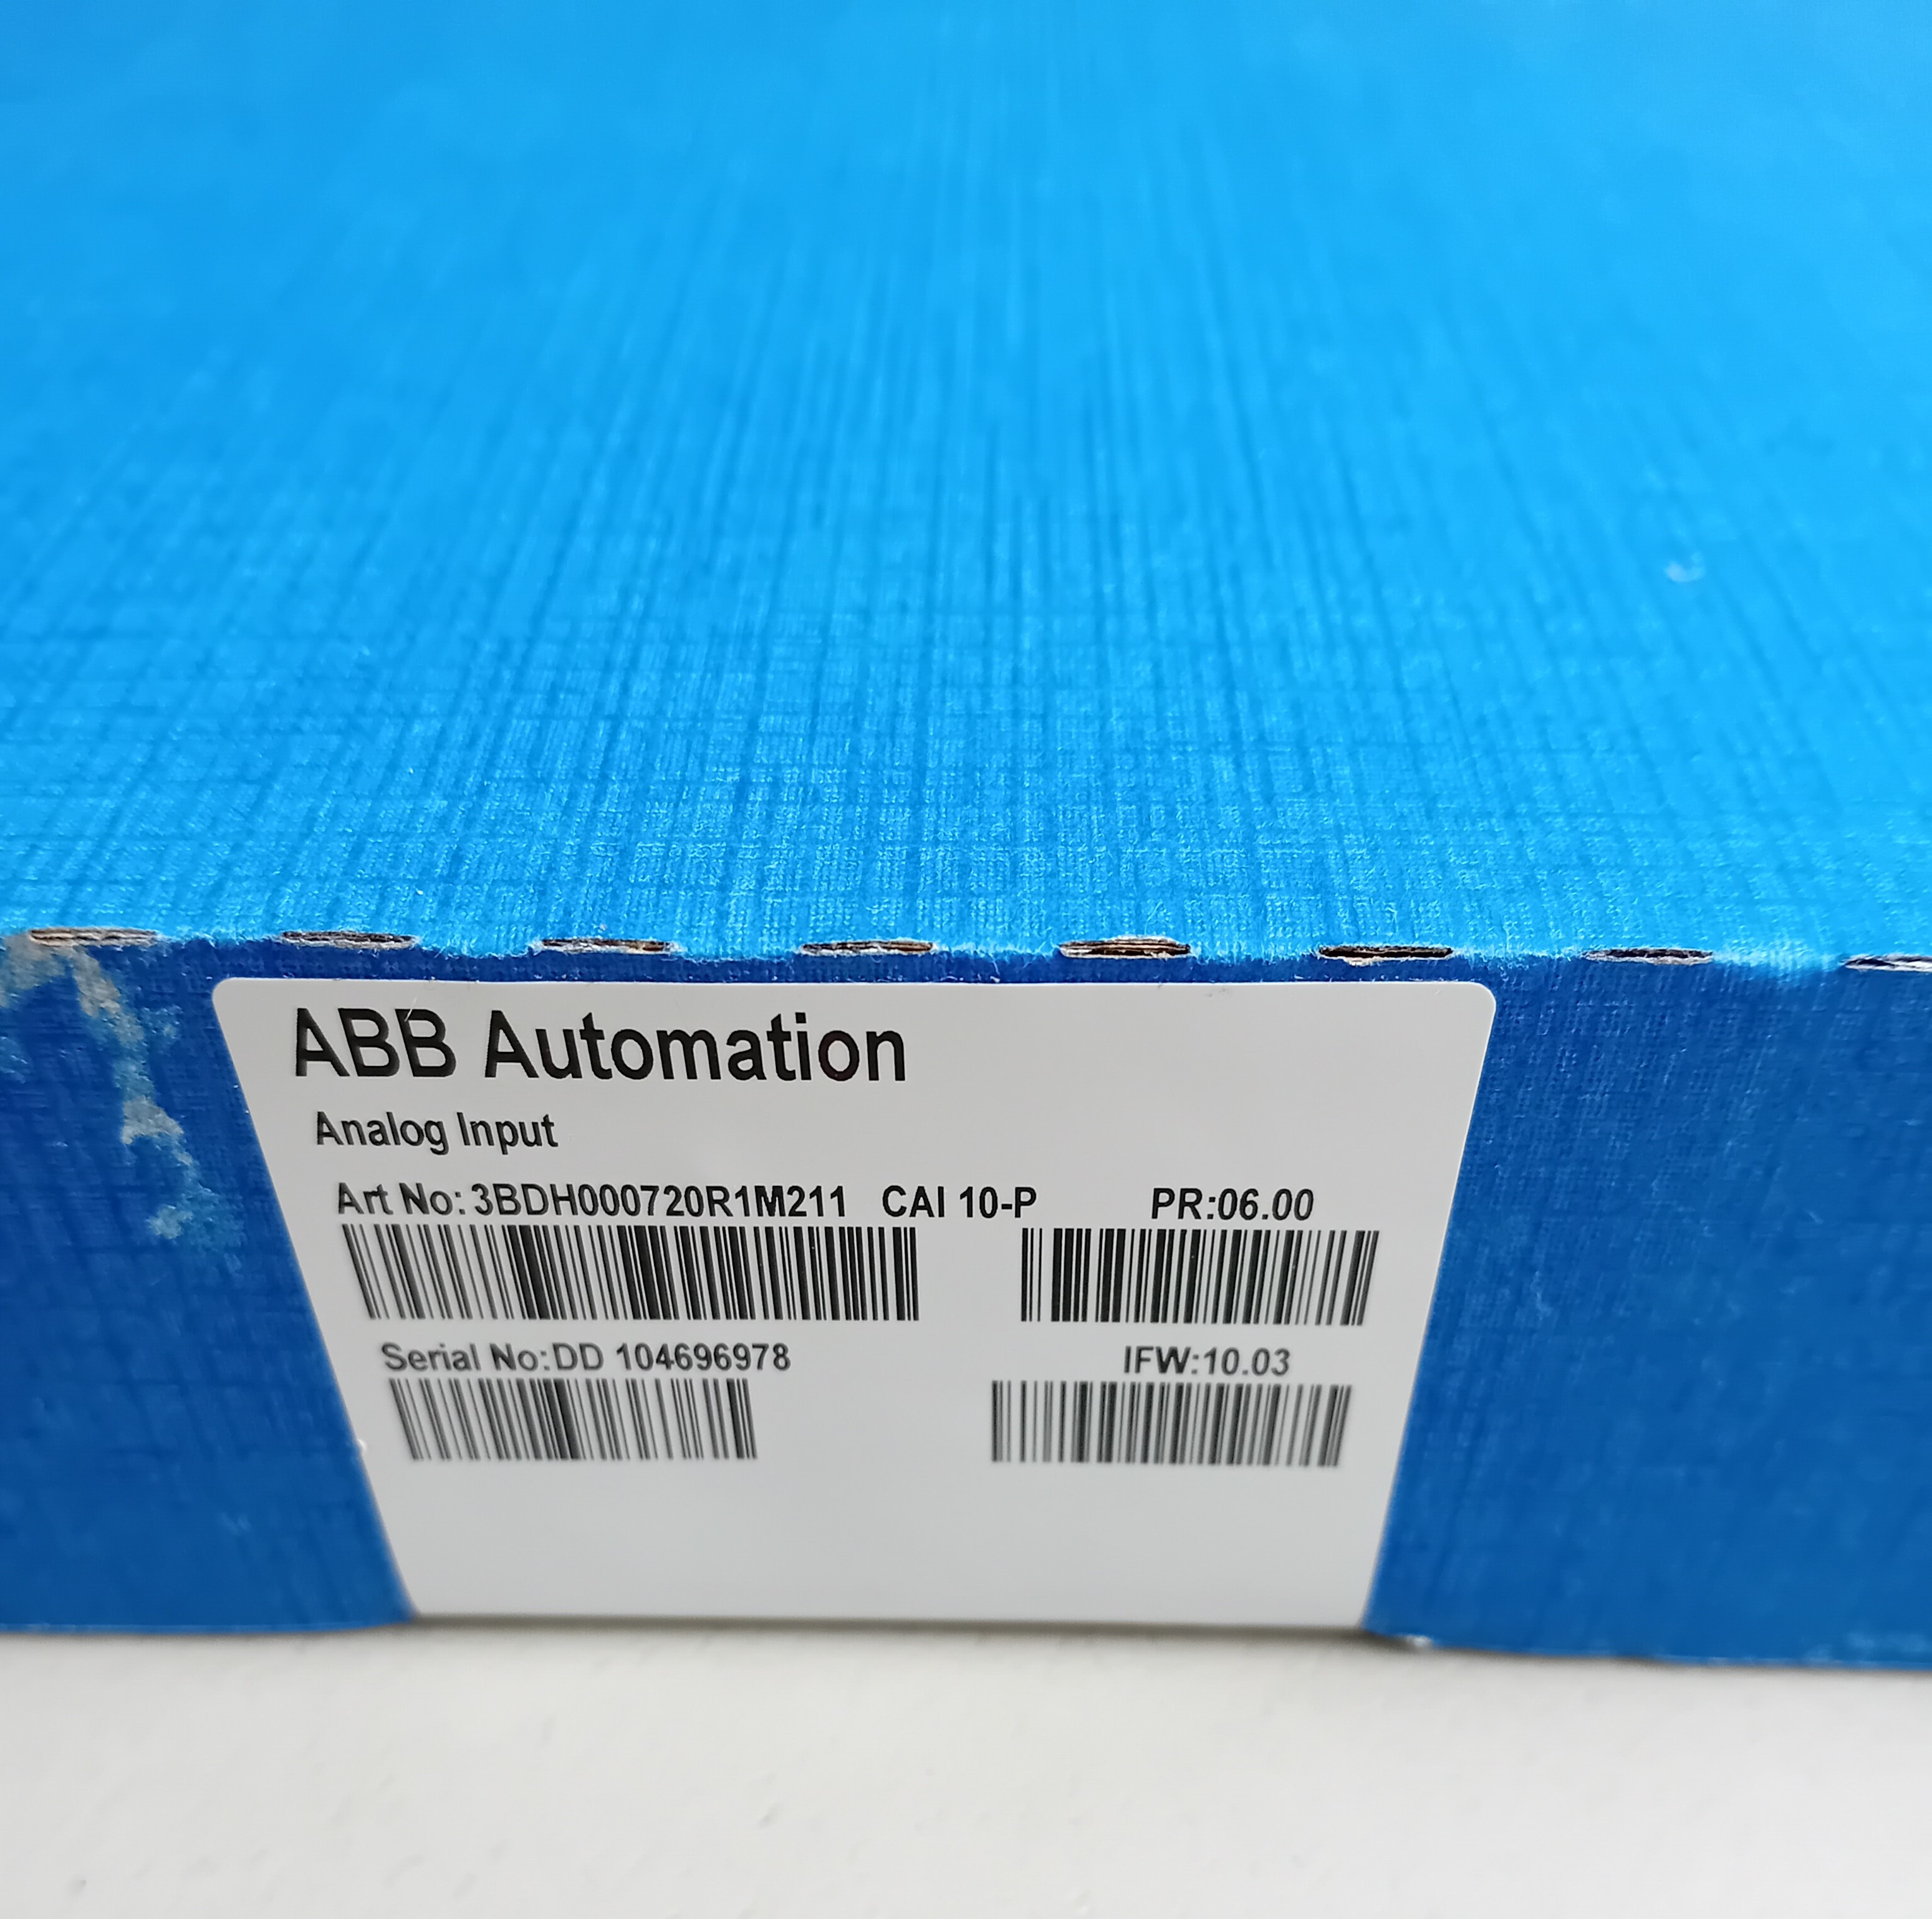 ABB Automation
Analog Input
Art No: 3BDH000720R1M211 CAI 10-P PR:06.00
Serial No:DD 104696978 IFW:10.03